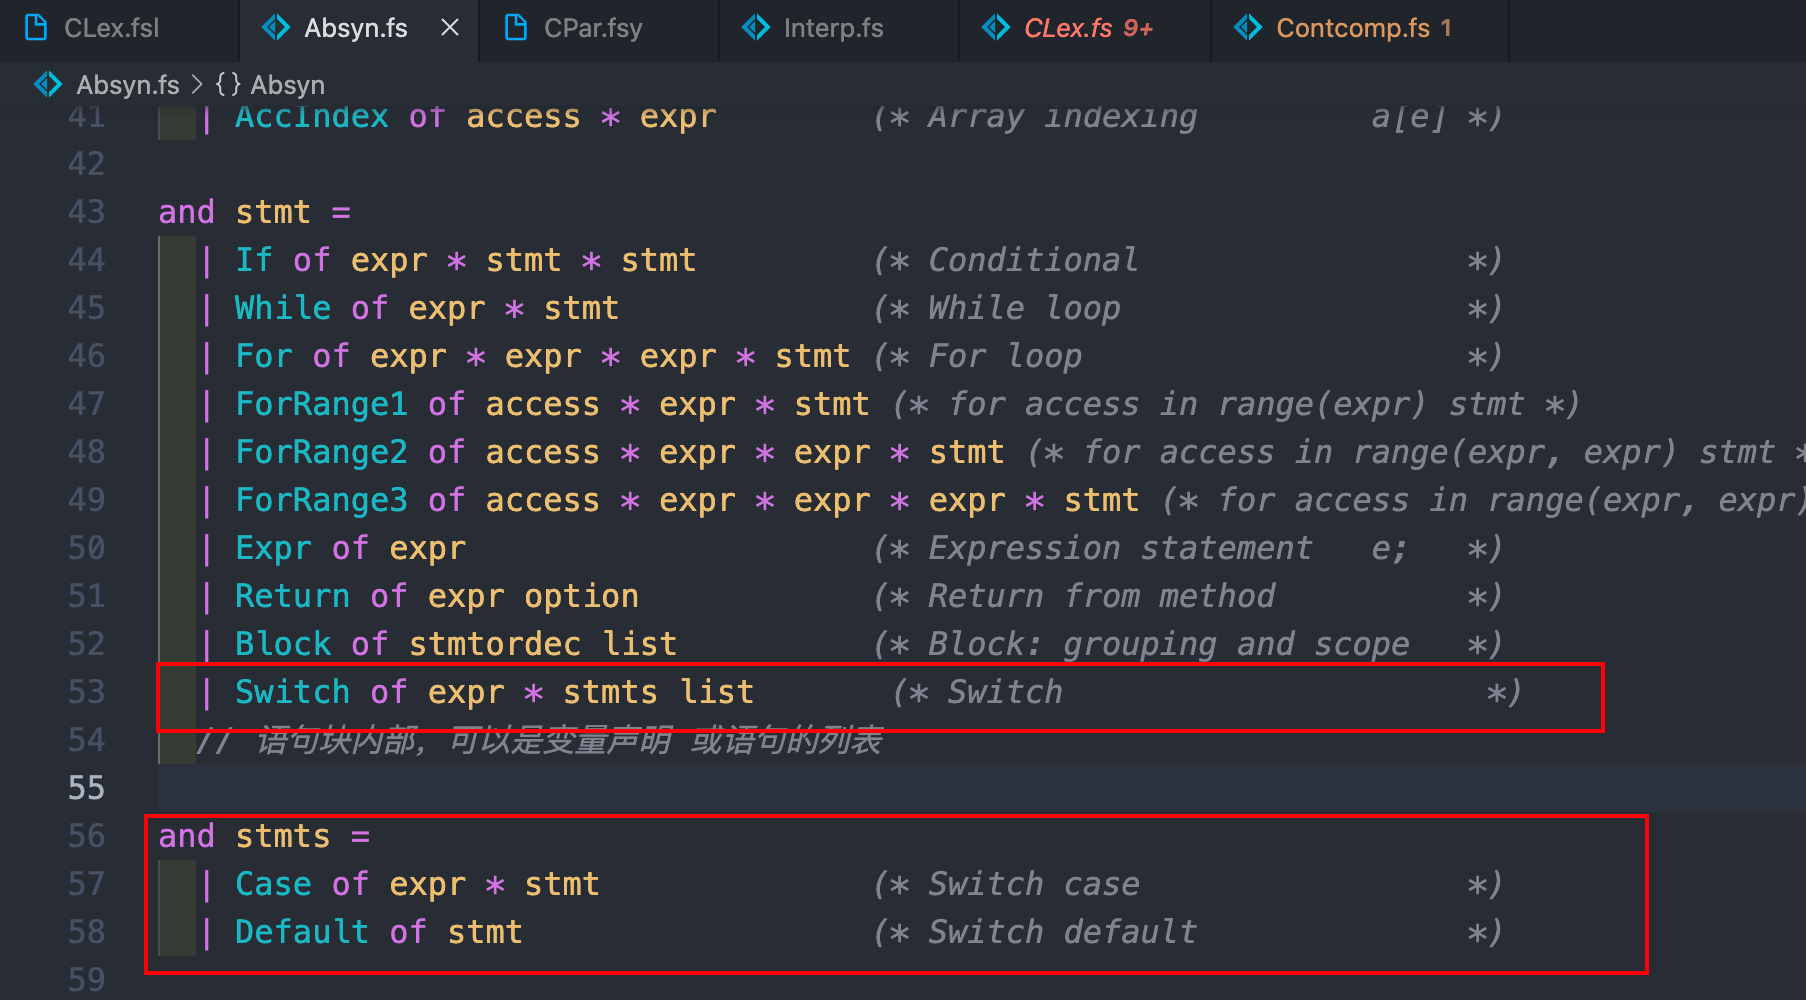 CLex.fsl Absyn.fs CPar.fsy Interp.fs CLex.fs 9+ Contcomp.fs 1
Absyn.fs > {} Absyn
41 | AccIndex of access * expr (* Array indexing a[e] *)
42
43 and stmt =
44 | If of expr * stmt * stmt (* Conditional *)
45 | While of expr * stmt (* While loop *)
46 | For of expr * expr * expr * stmt (* For loop *)
47 | ForRange1 of access * expr * stmt (* for access in range(expr) stmt *)
48 | ForRange2 of access * expr * expr * stmt (* for access in range(expr, expr) stmt *
49 | ForRange3 of access * expr * expr * expr * stmt (* for access in range(expr, expr)
50 | Expr of expr (* Expression statement e; *)
51 | Return of expr option (* Return from method *)
52 | Block of stmtordec list (* Block: grouping and scope *)
53 | Switch of expr * stmts list (* Switch *)
54 // 语句块内部，可以是变量声明 或语句的列表
55
56 and stmts =
57 | Case of expr * stmt (* Switch case *)
58 | Default of stmt (* Switch default *)
59